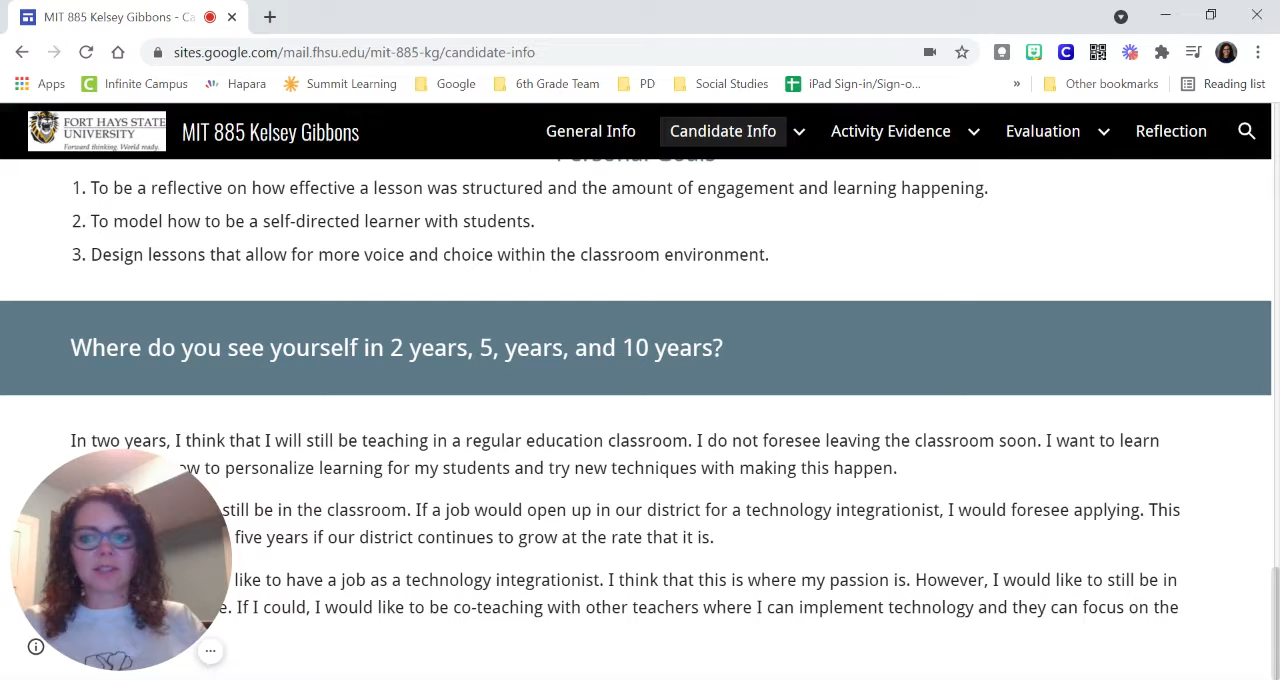 MIT 885 Kelsey Gibbons - Ca
sites.google.com/mail.fhsu.edu/mit-885-kg/candidate-info
Apps Infinite Campus Hapara Summit Learning Google 6th Grade Team PD Social Studies iPad Sign-in/Sign-o... » Other bookmarks Reading list
FORT HAYS STATE
UNIVERSITY
Forward thinking. World ready.
MIT 885 Kelsey Gibbons General Info Candidate Info Activity Evidence Evaluation Reflection
Personal Goals
1. To be a reflective on how effective a lesson was structured and the amount of engagement and learning happening.
2. To model how to be a self-directed learner with students.
3. Design lessons that allow for more voice and choice within the classroom environment.
Where do you see yourself in 2 years, 5, years, and 10 years?
In two years, I think that I will still be teaching in a regular education classroom. I do not foresee leaving the classroom soon. I want to learn
to personalize learning for my students and try new techniques with making this happen.
still be in the classroom. If a job would open up in our district for a technology integrationist, I would foresee applying. This
five years if our district continues to grow at the rate that it is.
like to have a job as a technology integrationist. I think that this is where my passion is. However, I would like to still be in
If I could, I would like to be co-teaching with other teachers where I can implement technology and they can focus on the